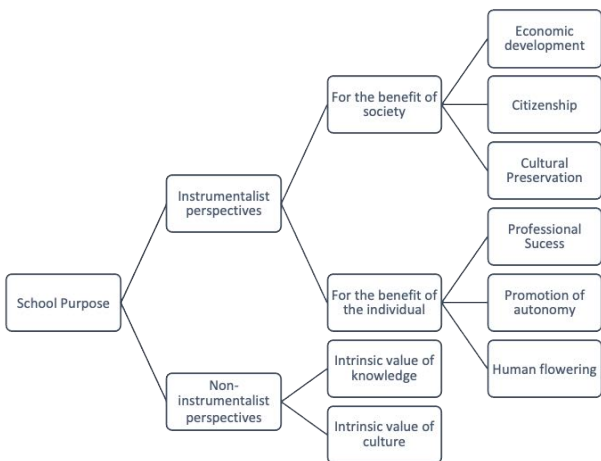 School Purpose
Instrumentalist
perspectives
For the benefit of
society
Economic
development
Citizenship
Cultural
Preservation
For the benefit of
the individual
Professional
Sucess
Promotion of
autonomy
Human flowering
Non-
instrumentalist
perspectives
Intrinsic value of
knowledge
Intrinsic value of
culture